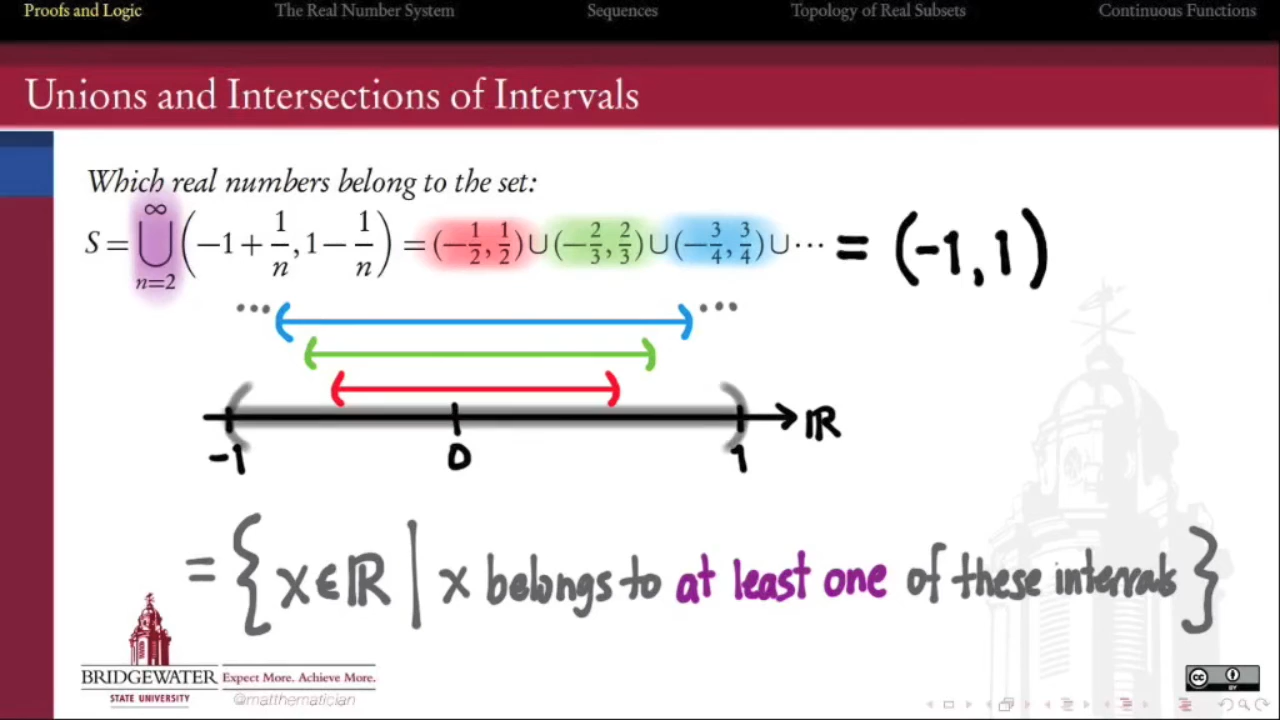 Proofs and Logic The Real Number System Sequences Topology of Real Subsets Continuous Functions
Unions and Intersections of Intervals
Which real numbers belong to the set:
S = ⋃_{n=2}^{∞} (−1 + 1/n, 1 − 1/n) = (−1/2, 1/2) ∪ (−2/3, 2/3) ∪ (−3/4, 3/4) ∪ ⋯ = (-1, 1)
... ...
ℝ
-1 0 1
= { x ∈ ℝ | x belongs to at least one of these intervals }
BRIDGEWATER Expect More. Achieve More.
STATE UNIVERSITY @matthematician
cc BY